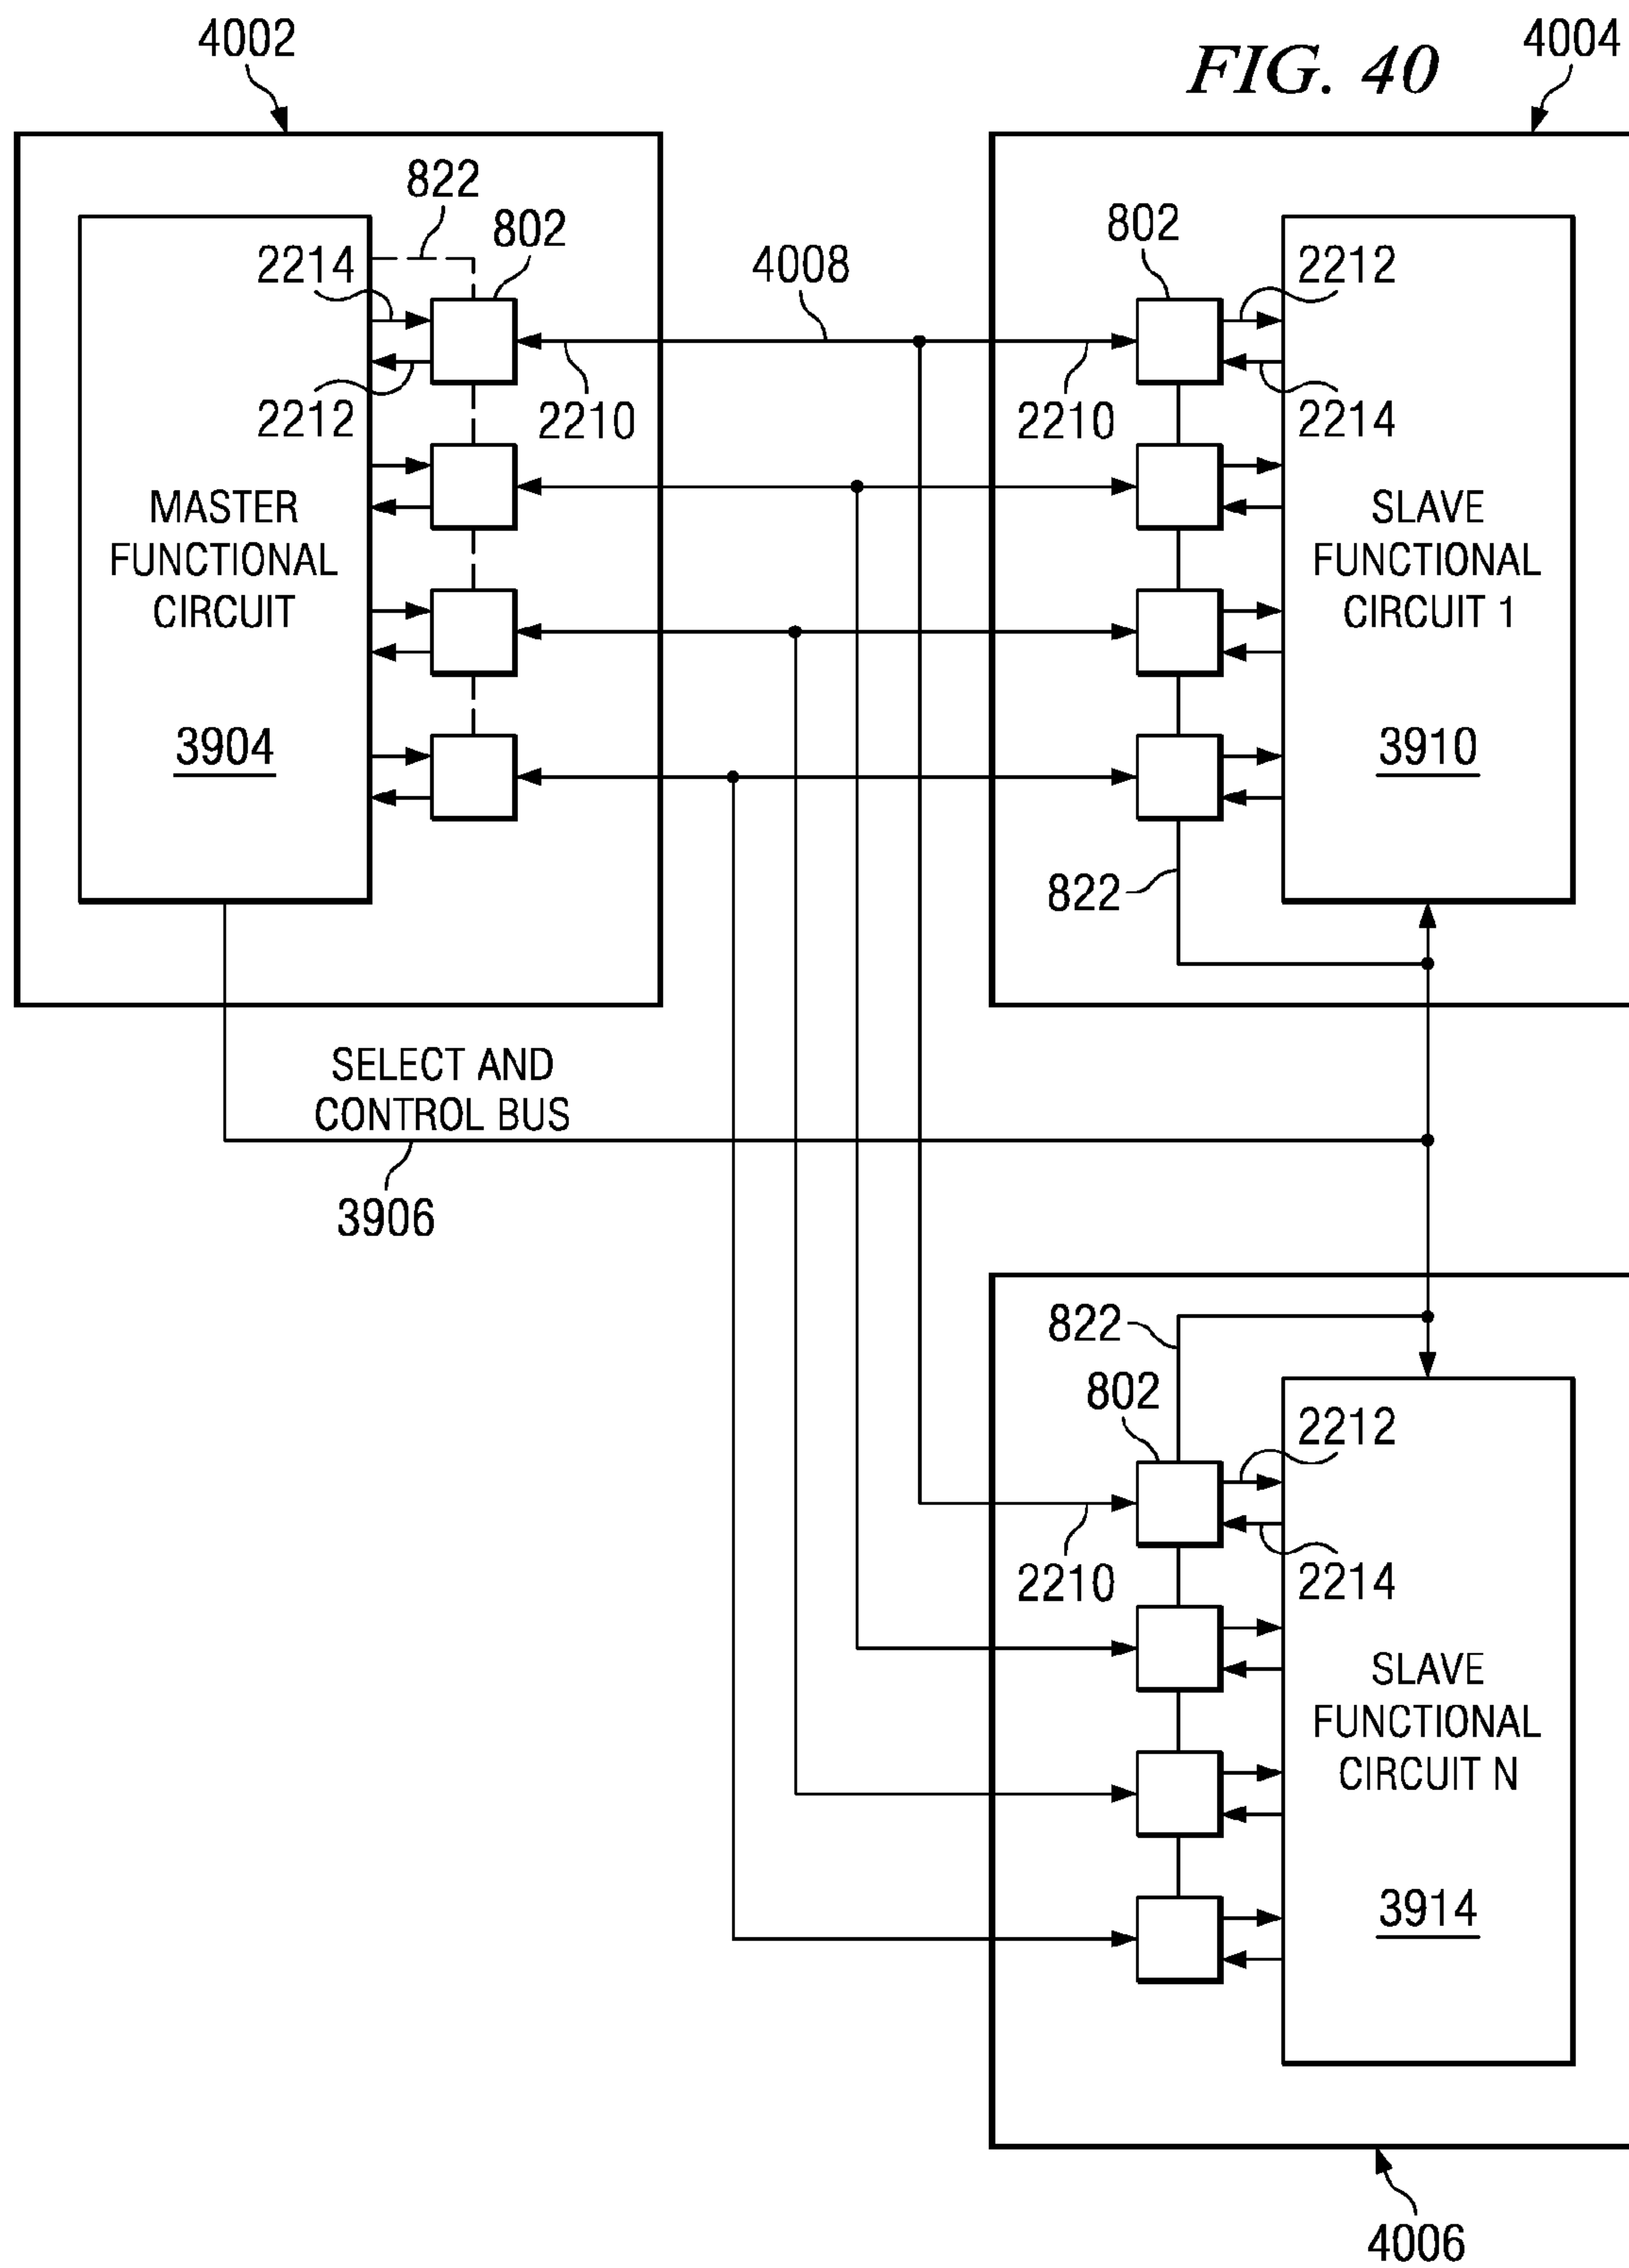 4002
FIG. 40
4004
822
802
2214
2212
2210
4008
2210
802
2212
2214
MASTER
FUNCTIONAL
CIRCUIT
3904
SLAVE
FUNCTIONAL
CIRCUIT 1
3910
822
SELECT AND
CONTROL BUS
3906
822
802
2212
2210
2214
SLAVE
FUNCTIONAL
CIRCUIT N
3914
4006